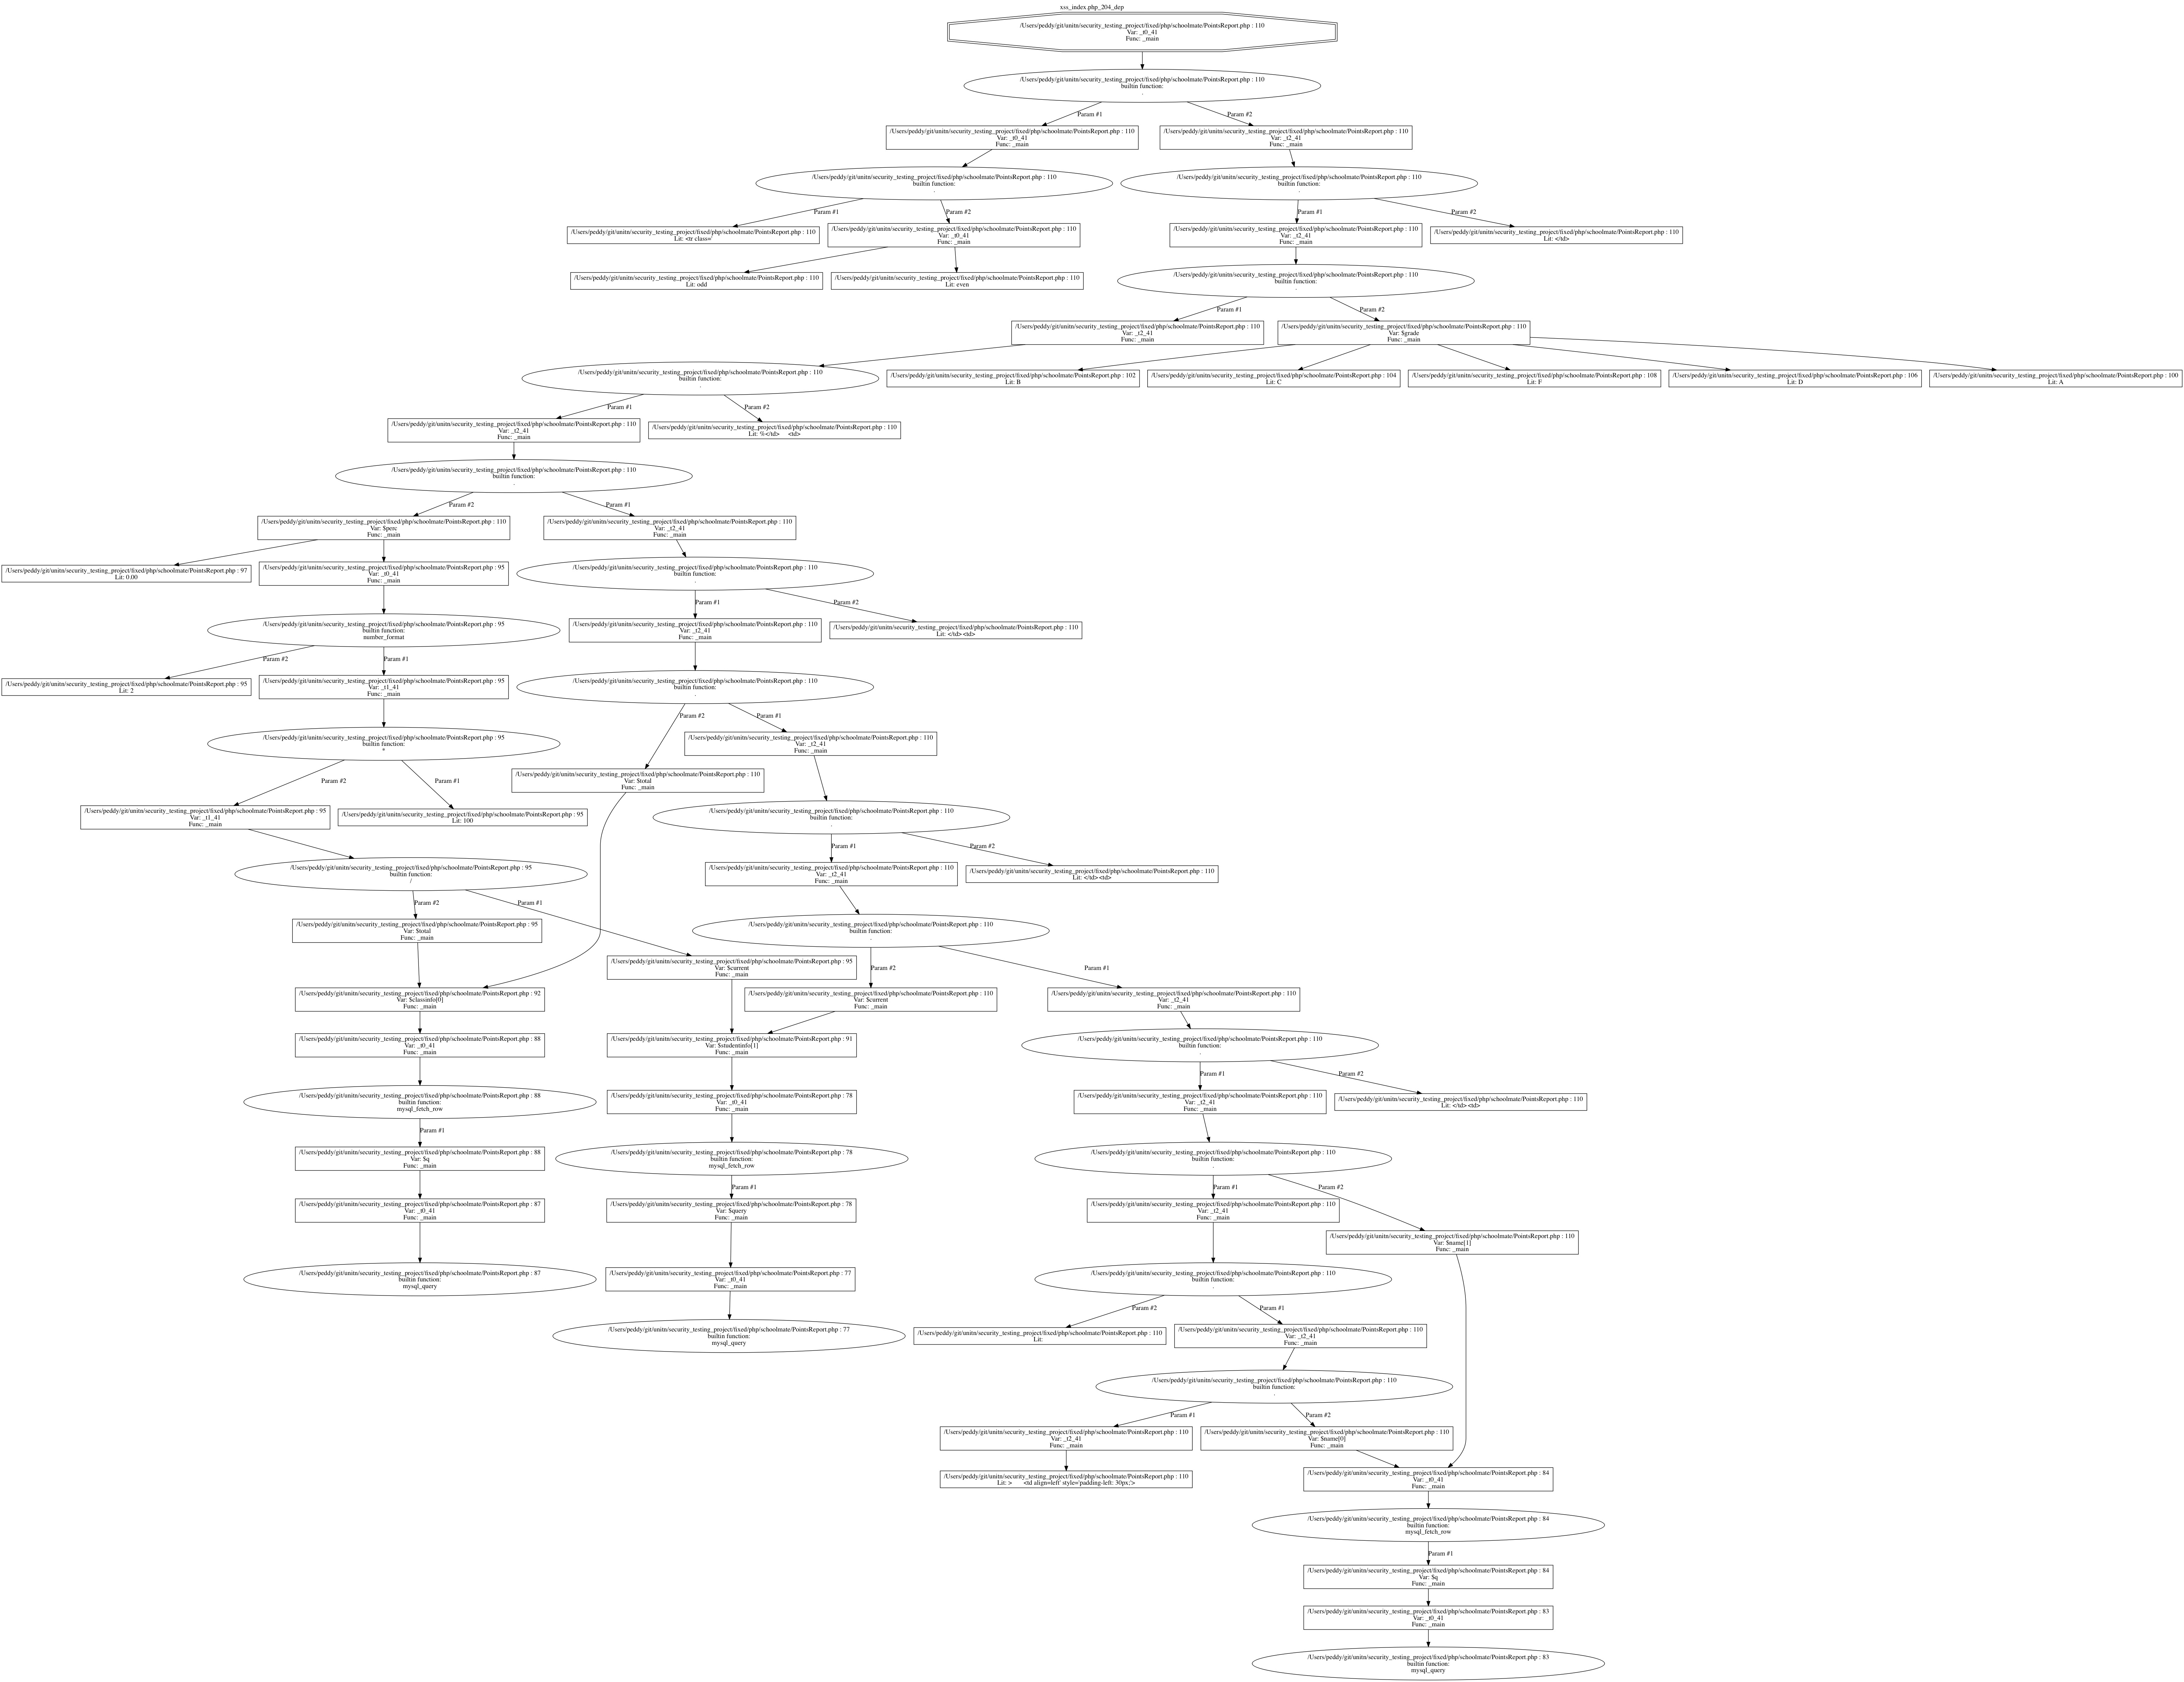 xss_index.php_204_dep
/Users/peddy/git/unitn/security_testing_project/fixed/php/schoolmate/PointsReport.php : 110
Var: _t0_41
Func: _main
/Users/peddy/git/unitn/security_testing_project/fixed/php/schoolmate/PointsReport.php : 110
builtin function:
.
Param #1
Param #2
/Users/peddy/git/unitn/security_testing_project/fixed/php/schoolmate/PointsReport.php : 110
Var: _t0_41
Func: _main
/Users/peddy/git/unitn/security_testing_project/fixed/php/schoolmate/PointsReport.php : 110
Var: _t2_41
Func: _main
/Users/peddy/git/unitn/security_testing_project/fixed/php/schoolmate/PointsReport.php : 110
builtin function:
.
/Users/peddy/git/unitn/security_testing_project/fixed/php/schoolmate/PointsReport.php : 110
builtin function:
.
Param #1
Param #2
Param #1
Param #2
/Users/peddy/git/unitn/security_testing_project/fixed/php/schoolmate/PointsReport.php : 110
Lit: <tr class='
/Users/peddy/git/unitn/security_testing_project/fixed/php/schoolmate/PointsReport.php : 110
Var: _t0_41
Func: _main
/Users/peddy/git/unitn/security_testing_project/fixed/php/schoolmate/PointsReport.php : 110
Var: _t2_41
Func: _main
/Users/peddy/git/unitn/security_testing_project/fixed/php/schoolmate/PointsReport.php : 110
Lit: </td>
/Users/peddy/git/unitn/security_testing_project/fixed/php/schoolmate/PointsReport.php : 110
Lit: odd
/Users/peddy/git/unitn/security_testing_project/fixed/php/schoolmate/PointsReport.php : 110
Lit: even
/Users/peddy/git/unitn/security_testing_project/fixed/php/schoolmate/PointsReport.php : 110
builtin function:
.
Param #1
Param #2
/Users/peddy/git/unitn/security_testing_project/fixed/php/schoolmate/PointsReport.php : 110
Var: _t2_41
Func: _main
/Users/peddy/git/unitn/security_testing_project/fixed/php/schoolmate/PointsReport.php : 110
Var: $grade
Func: _main
/Users/peddy/git/unitn/security_testing_project/fixed/php/schoolmate/PointsReport.php : 110
builtin function:
.
/Users/peddy/git/unitn/security_testing_project/fixed/php/schoolmate/PointsReport.php : 102
Lit: B
/Users/peddy/git/unitn/security_testing_project/fixed/php/schoolmate/PointsReport.php : 104
Lit: C
/Users/peddy/git/unitn/security_testing_project/fixed/php/schoolmate/PointsReport.php : 108
Lit: F
/Users/peddy/git/unitn/security_testing_project/fixed/php/schoolmate/PointsReport.php : 106
Lit: D
/Users/peddy/git/unitn/security_testing_project/fixed/php/schoolmate/PointsReport.php : 100
Lit: A
Param #1
Param #2
/Users/peddy/git/unitn/security_testing_project/fixed/php/schoolmate/PointsReport.php : 110
Var: _t2_41
Func: _main
/Users/peddy/git/unitn/security_testing_project/fixed/php/schoolmate/PointsReport.php : 110
Lit: %</td> <td>
/Users/peddy/git/unitn/security_testing_project/fixed/php/schoolmate/PointsReport.php : 110
builtin function:
.
Param #2
Param #1
/Users/peddy/git/unitn/security_testing_project/fixed/php/schoolmate/PointsReport.php : 110
Var: $perc
Func: _main
/Users/peddy/git/unitn/security_testing_project/fixed/php/schoolmate/PointsReport.php : 110
Var: _t2_41
Func: _main
/Users/peddy/git/unitn/security_testing_project/fixed/php/schoolmate/PointsReport.php : 97
Lit: 0.00
/Users/peddy/git/unitn/security_testing_project/fixed/php/schoolmate/PointsReport.php : 95
Var: _t0_41
Func: _main
/Users/peddy/git/unitn/security_testing_project/fixed/php/schoolmate/PointsReport.php : 110
builtin function:
.
Param #1
Param #2
/Users/peddy/git/unitn/security_testing_project/fixed/php/schoolmate/PointsReport.php : 95
builtin function:
number_format
/Users/peddy/git/unitn/security_testing_project/fixed/php/schoolmate/PointsReport.php : 110
Var: _t2_41
Func: _main
/Users/peddy/git/unitn/security_testing_project/fixed/php/schoolmate/PointsReport.php : 110
Lit: </td> <td>
Param #2
Param #1
/Users/peddy/git/unitn/security_testing_project/fixed/php/schoolmate/PointsReport.php : 95
Lit: 2
/Users/peddy/git/unitn/security_testing_project/fixed/php/schoolmate/PointsReport.php : 95
Var: _t1_41
Func: _main
/Users/peddy/git/unitn/security_testing_project/fixed/php/schoolmate/PointsReport.php : 110
builtin function:
.
Param #2
Param #1
/Users/peddy/git/unitn/security_testing_project/fixed/php/schoolmate/PointsReport.php : 95
builtin function:
*
/Users/peddy/git/unitn/security_testing_project/fixed/php/schoolmate/PointsReport.php : 110
Var: _t2_41
Func: _main
Param #2
Param #1
/Users/peddy/git/unitn/security_testing_project/fixed/php/schoolmate/PointsReport.php : 110
Var: $total
Func: _main
/Users/peddy/git/unitn/security_testing_project/fixed/php/schoolmate/PointsReport.php : 95
Var: _t1_41
Func: _main
/Users/peddy/git/unitn/security_testing_project/fixed/php/schoolmate/PointsReport.php : 95
Lit: 100
/Users/peddy/git/unitn/security_testing_project/fixed/php/schoolmate/PointsReport.php : 110
builtin function:
.
Param #1
Param #2
/Users/peddy/git/unitn/security_testing_project/fixed/php/schoolmate/PointsReport.php : 95
builtin function:
/
/Users/peddy/git/unitn/security_testing_project/fixed/php/schoolmate/PointsReport.php : 110
Var: _t2_41
Func: _main
/Users/peddy/git/unitn/security_testing_project/fixed/php/schoolmate/PointsReport.php : 110
Lit: </td> <td>
Param #2
Param #1
/Users/peddy/git/unitn/security_testing_project/fixed/php/schoolmate/PointsReport.php : 95
Var: $total
Func: _main
/Users/peddy/git/unitn/security_testing_project/fixed/php/schoolmate/PointsReport.php : 110
builtin function:
.
/Users/peddy/git/unitn/security_testing_project/fixed/php/schoolmate/PointsReport.php : 95
Var: $current
Func: _main
Param #2
Param #1
/Users/peddy/git/unitn/security_testing_project/fixed/php/schoolmate/PointsReport.php : 92
Var: $classinfo[0]
Func: _main
/Users/peddy/git/unitn/security_testing_project/fixed/php/schoolmate/PointsReport.php : 110
Var: $current
Func: _main
/Users/peddy/git/unitn/security_testing_project/fixed/php/schoolmate/PointsReport.php : 110
Var: _t2_41
Func: _main
/Users/peddy/git/unitn/security_testing_project/fixed/php/schoolmate/PointsReport.php : 88
Var: _t0_41
Func: _main
/Users/peddy/git/unitn/security_testing_project/fixed/php/schoolmate/PointsReport.php : 91
Var: $studentinfo[1]
Func: _main
/Users/peddy/git/unitn/security_testing_project/fixed/php/schoolmate/PointsReport.php : 110
builtin function:
.
Param #1
Param #2
/Users/peddy/git/unitn/security_testing_project/fixed/php/schoolmate/PointsReport.php : 88
builtin function:
mysql_fetch_row
/Users/peddy/git/unitn/security_testing_project/fixed/php/schoolmate/PointsReport.php : 78
Var: _t0_41
Func: _main
/Users/peddy/git/unitn/security_testing_project/fixed/php/schoolmate/PointsReport.php : 110
Var: _t2_41
Func: _main
/Users/peddy/git/unitn/security_testing_project/fixed/php/schoolmate/PointsReport.php : 110
Lit: </td> <td>
Param #1
/Users/peddy/git/unitn/security_testing_project/fixed/php/schoolmate/PointsReport.php : 88
Var: $q
Func: _main
/Users/peddy/git/unitn/security_testing_project/fixed/php/schoolmate/PointsReport.php : 78
builtin function:
mysql_fetch_row
/Users/peddy/git/unitn/security_testing_project/fixed/php/schoolmate/PointsReport.php : 110
builtin function:
.
Param #1
Param #1
Param #2
/Users/peddy/git/unitn/security_testing_project/fixed/php/schoolmate/PointsReport.php : 87
Var: _t0_41
Func: _main
/Users/peddy/git/unitn/security_testing_project/fixed/php/schoolmate/PointsReport.php : 78
Var: $query
Func: _main
/Users/peddy/git/unitn/security_testing_project/fixed/php/schoolmate/PointsReport.php : 110
Var: _t2_41
Func: _main
/Users/peddy/git/unitn/security_testing_project/fixed/php/schoolmate/PointsReport.php : 110
Var: $name[1]
Func: _main
/Users/peddy/git/unitn/security_testing_project/fixed/php/schoolmate/PointsReport.php : 87
builtin function:
mysql_query
/Users/peddy/git/unitn/security_testing_project/fixed/php/schoolmate/PointsReport.php : 77
Var: _t0_41
Func: _main
/Users/peddy/git/unitn/security_testing_project/fixed/php/schoolmate/PointsReport.php : 110
builtin function:
.
Param #2
Param #1
/Users/peddy/git/unitn/security_testing_project/fixed/php/schoolmate/PointsReport.php : 77
builtin function:
mysql_query
/Users/peddy/git/unitn/security_testing_project/fixed/php/schoolmate/PointsReport.php : 110
Lit:
/Users/peddy/git/unitn/security_testing_project/fixed/php/schoolmate/PointsReport.php : 110
Var: _t2_41
Func: _main
/Users/peddy/git/unitn/security_testing_project/fixed/php/schoolmate/PointsReport.php : 110
builtin function:
.
Param #1
Param #2
/Users/peddy/git/unitn/security_testing_project/fixed/php/schoolmate/PointsReport.php : 110
Var: _t2_41
Func: _main
/Users/peddy/git/unitn/security_testing_project/fixed/php/schoolmate/PointsReport.php : 110
Var: $name[0]
Func: _main
/Users/peddy/git/unitn/security_testing_project/fixed/php/schoolmate/PointsReport.php : 110
Lit: > <td align=left' style='padding-left: 30px;'>
/Users/peddy/git/unitn/security_testing_project/fixed/php/schoolmate/PointsReport.php : 84
Var: _t0_41
Func: _main
/Users/peddy/git/unitn/security_testing_project/fixed/php/schoolmate/PointsReport.php : 84
builtin function:
mysql_fetch_row
Param #1
/Users/peddy/git/unitn/security_testing_project/fixed/php/schoolmate/PointsReport.php : 84
Var: $q
Func: _main
/Users/peddy/git/unitn/security_testing_project/fixed/php/schoolmate/PointsReport.php : 83
Var: _t0_41
Func: _main
/Users/peddy/git/unitn/security_testing_project/fixed/php/schoolmate/PointsReport.php : 83
builtin function:
mysql_query